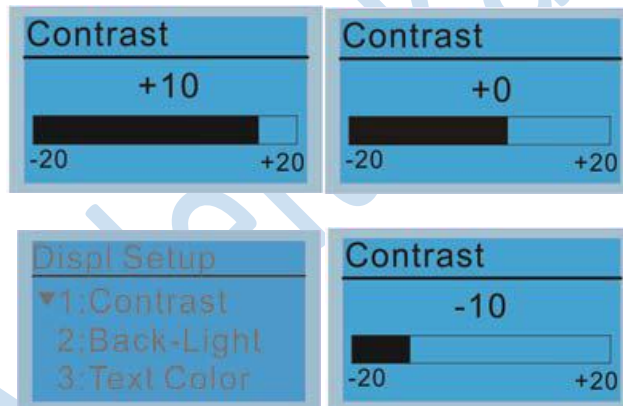 Contrast
+10
-20 +20
Contrast
+0
-20 +20
Displ Setup
▼1:Contrast
2:Back-Light
3:Text Color
Contrast
-10
-20 +20